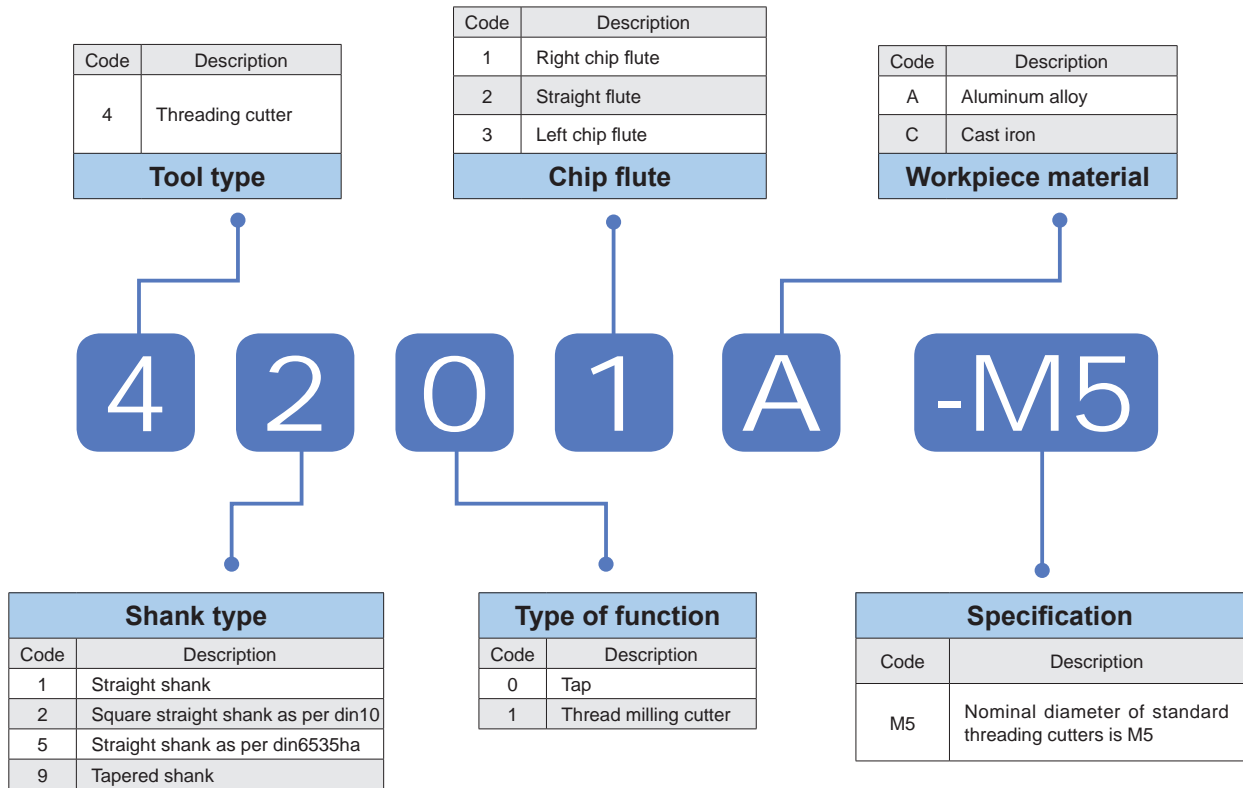 Code Description
4 Threading cutter
Tool type
Code Description
1 Right chip flute
2 Straight flute
3 Left chip flute
Chip flute
Code Description
A Aluminum alloy
C Cast iron
Workpiece material
4 2 0 1 A -M5
Shank type
Code Description
1 Straight shank
2 Square straight shank as per din10
5 Straight shank as per din6535ha
9 Tapered shank
Type of function
Code Description
0 Tap
1 Thread milling cutter
Specification
Code Description
M5 Nominal diameter of standard
threading cutters is M5